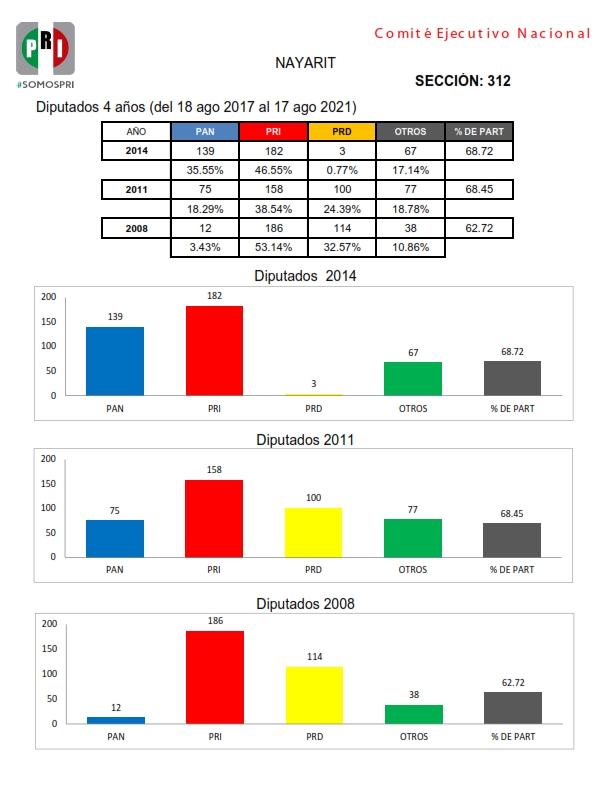 Comité Ejecutivo Nacional
PRI
#SOMOSPRI
NAYARIT
SECCIÓN: 312
Diputados 4 años (del 18 ago 2017 al 17 ago 2021)
AÑO PAN PRI PRD OTROS % DE PART
2014 139 182 3 67 68.72
35.55% 46.55% 0.77% 17.14%
2011 75 158 100 77 68.45
18.29% 38.54% 24.39% 18.78%
2008 12 186 114 38 62.72
3.43% 53.14% 32.57% 10.86%
Diputados 2014
200
150
100
50
0
139 182 3 67 68.72
PAN PRI PRD OTROS % DE PART
Diputados 2011
200
150
100
50
0
75 158 100 77 68.45
PAN PRI PRD OTROS % DE PART
Diputados 2008
200
150
100
50
0
12 186 114 38 62.72
PAN PRI PRD OTROS % DE PART